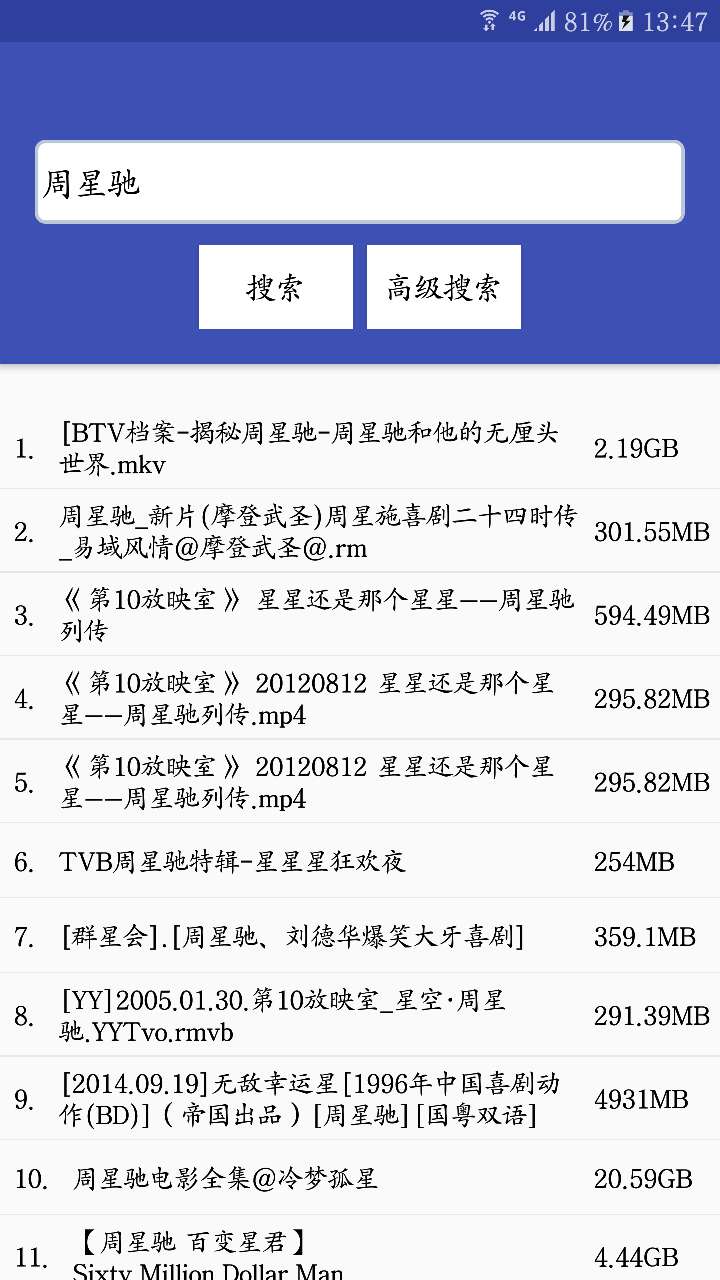 4G 81% 13:47
周星驰
搜索 高级搜索
1. [BTV档案-揭秘周星驰-周星驰和他的无厘头 2.19GB
世界.mkv
2. 周星驰_新片(摩登武圣)周星施喜剧二十四时传 301.55MB
_易域风情@摩登武圣@.rm
3. 《第10放映室》 星星还是那个星星——周星驰 594.49MB
列传
4. 《第10放映室》 20120812 星星还是那个星 295.82MB
星——周星驰列传.mp4
5. 《第10放映室》 20120812 星星还是那个星 295.82MB
星——周星驰列传.mp4
6. TVB周星驰特辑-星星星狂欢夜 254MB
7. [群星会].[周星驰、刘德华爆笑大牙喜剧] 359.1MB
8. [YY]2005.01.30.第10放映室_星空·周星 291.39MB
驰.YYTvo.rmvb
9. [2014.09.19]无敌幸运星[1996年中国喜剧动 4931MB
作(BD)]（帝国出品）[周星驰][国粤双语]
10. 周星驰电影全集@冷梦孤星 20.59GB
11. 【周星驰 百变星君】 4.44GB
Sixty Million Dollar Man